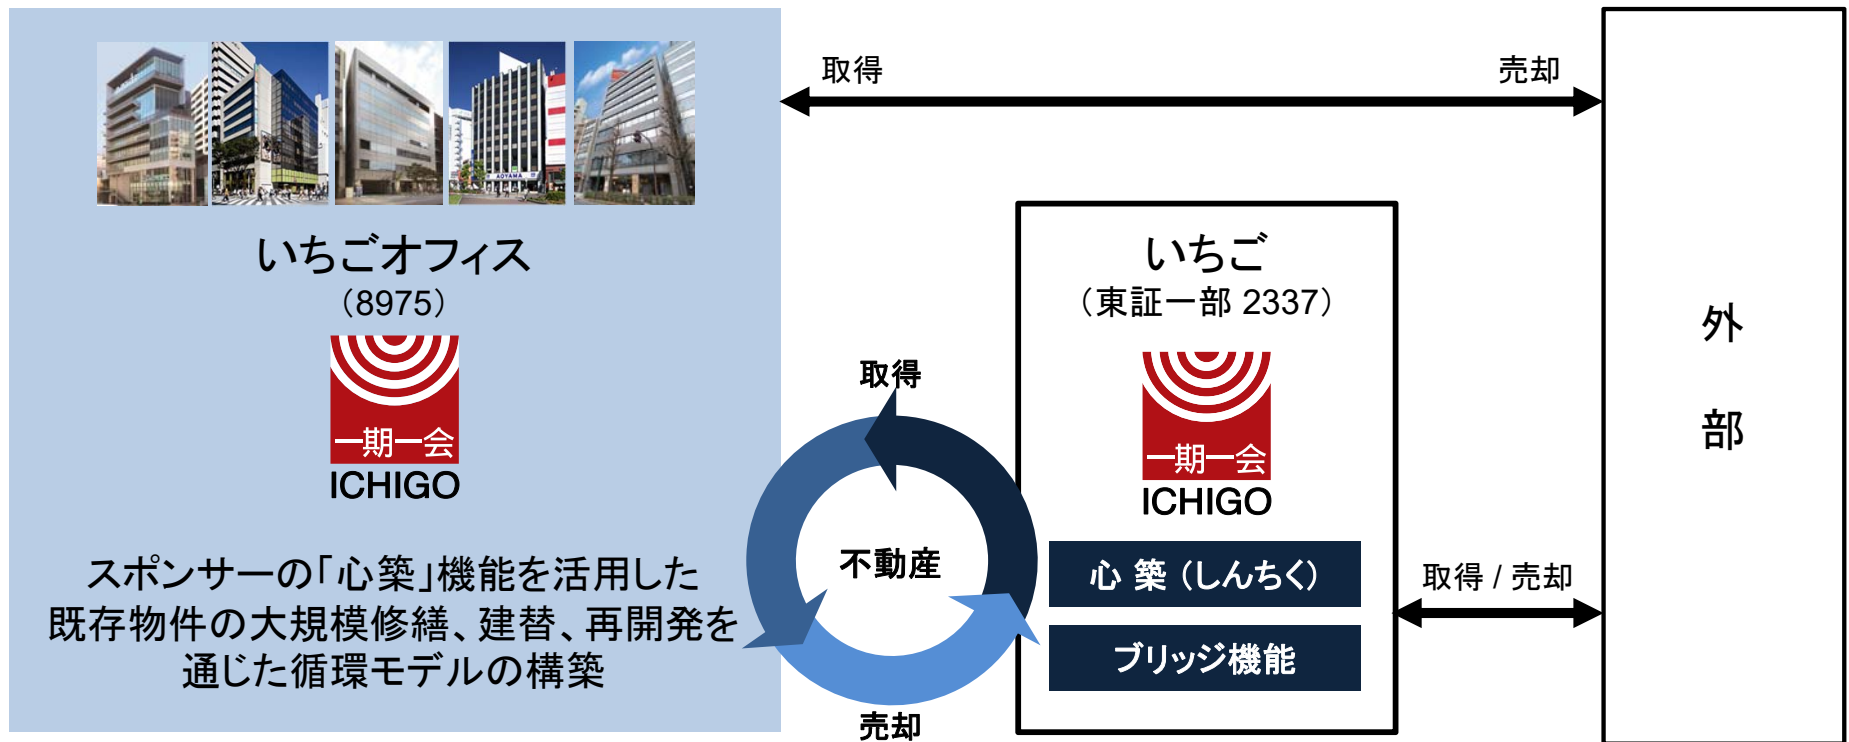 取得
売却
AOYAMA
いちごオフィス
（8975）
一期一会
ICHIGO
スポンサーの「心築」機能を活用した
既存物件の大規模修繕、建替、再開発を
通じた循環モデルの構築
取得
不動産
売却
いちご
（東証一部 2337）
一期一会
ICHIGO
心 築 （しんちく）
ブリッジ機能
取得 / 売却
外
部